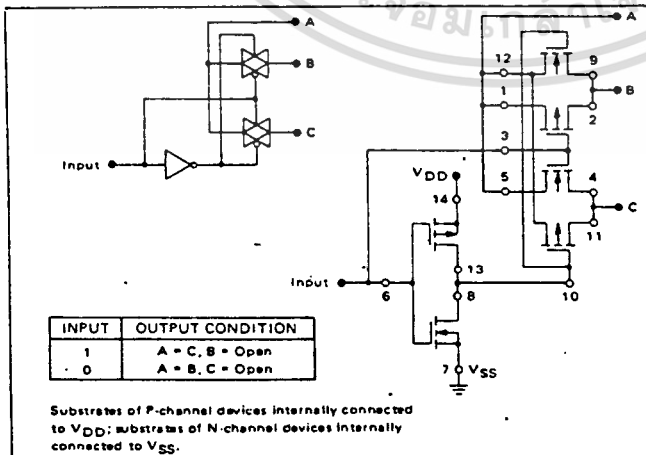 A
B
C
Input
A
12
9
B
1
2
3
VDD
5
4
14
C
11
Input
6
13
8
10
7
VSS
INPUT OUTPUT CONDITION
1 A = C, B = Open
0 A = B, C = Open
Substrates of P-channel devices internally connected
to VDD; substrates of N-channel devices internally
connected to VSS.